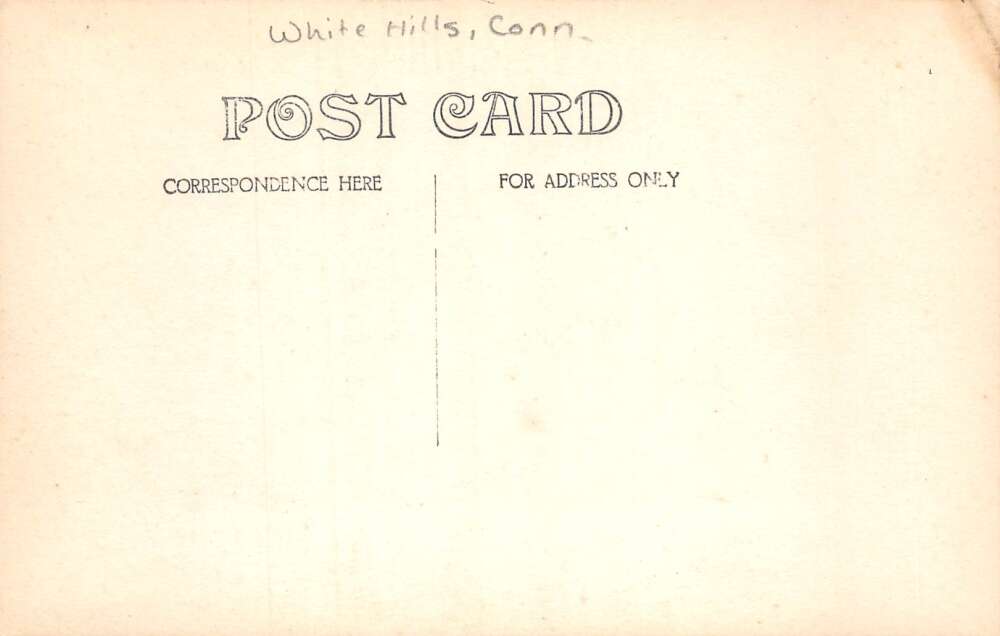 White Hills, Conn.
POST CARD
CORRESPONDENCE HERE
FOR ADDRESS ONLY